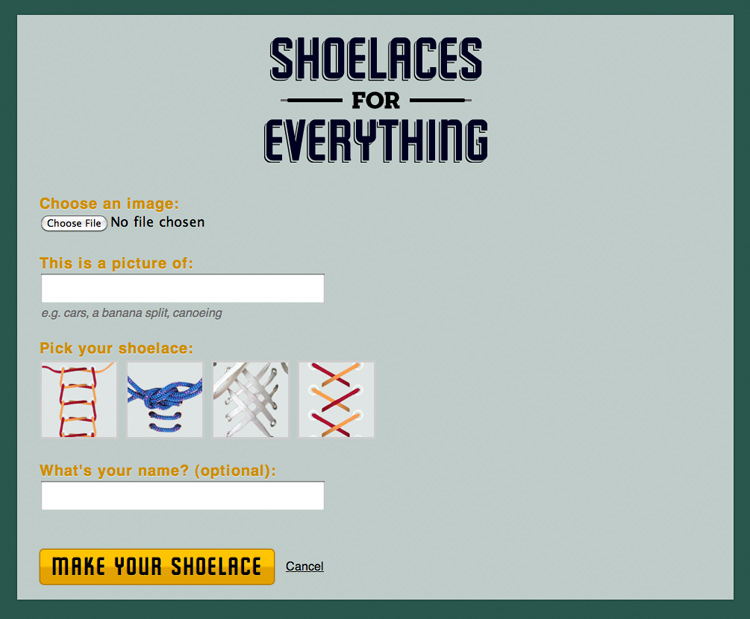 SHOELACES
FOR
EVERYTHING
Choose an image:
Choose File No file chosen
This is a picture of:
e.g. cars, a banana split, canoeing
Pick your shoelace:
What's your name? (optional):
MAKE YOUR SHOELACE Cancel